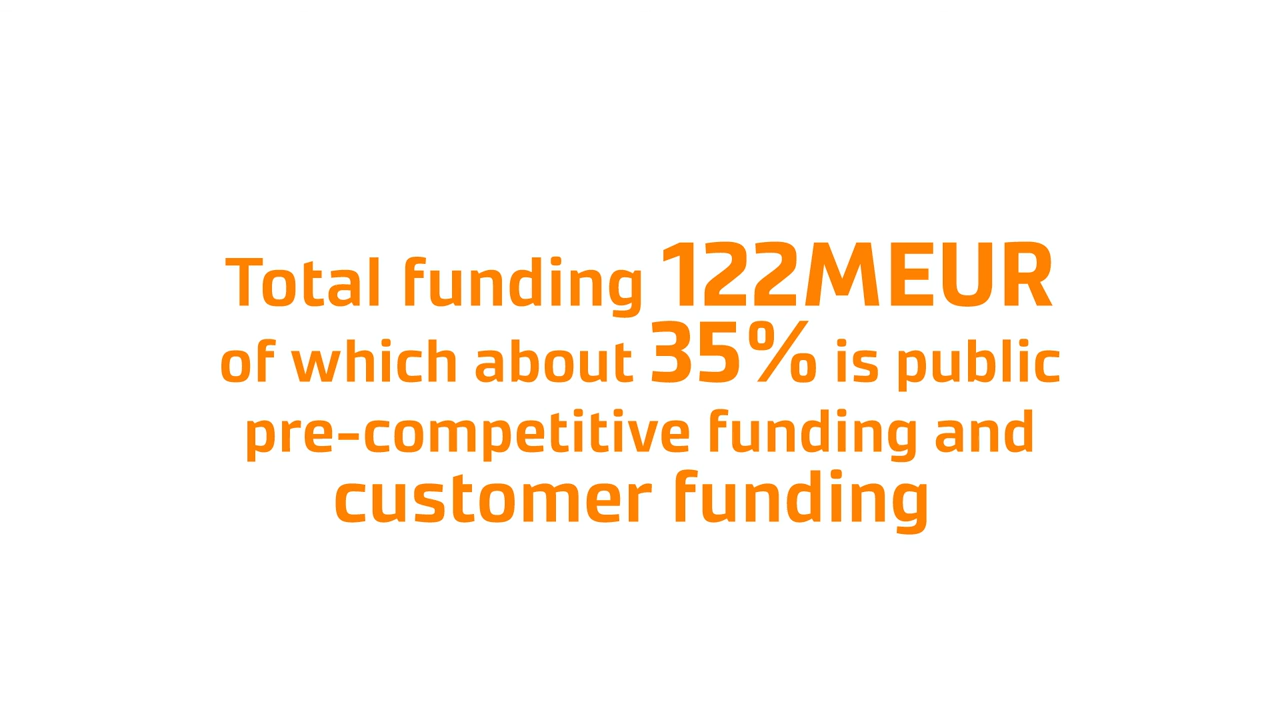 Total funding 122MEUR
of which about 35% is public
pre-competitive funding and
customer funding